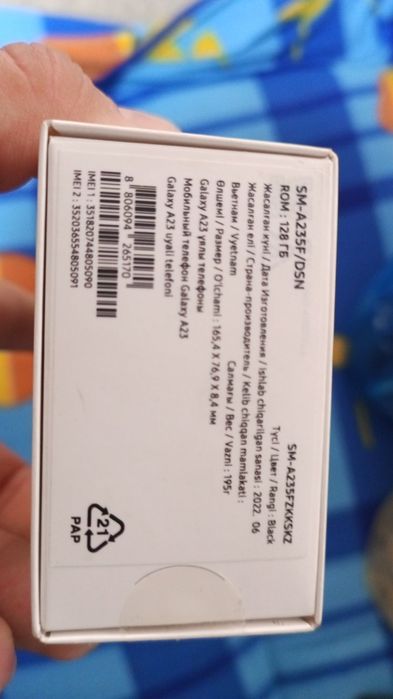 SM-A235F/DSN
SM-A235FZKKSKZ
ROM : 128 ГБ
Түсі / Цвет / Rangi : Black
Жасалған күні / Дата Изготовления / ishlab chiqarilgan sanasi : 2022. 06
Жасалған елі / Страна-производитель / Kelib chiqqan mamlakati :
Вьетнам / Vyetnam
Салмағы / Вес / Vazni : 195г
Өлшемі / Размер / O'lchami : 165,4 X 76,9 X 8,4 мм
Galaxy A23 ұялы телефоны
Мобильный телефон Galaxy A23
Galaxy A23 uyali telefoni
8 806094 265170
IMEI 1 : 351820744805090
IMEI 2 : 352036554805091
21
PAP